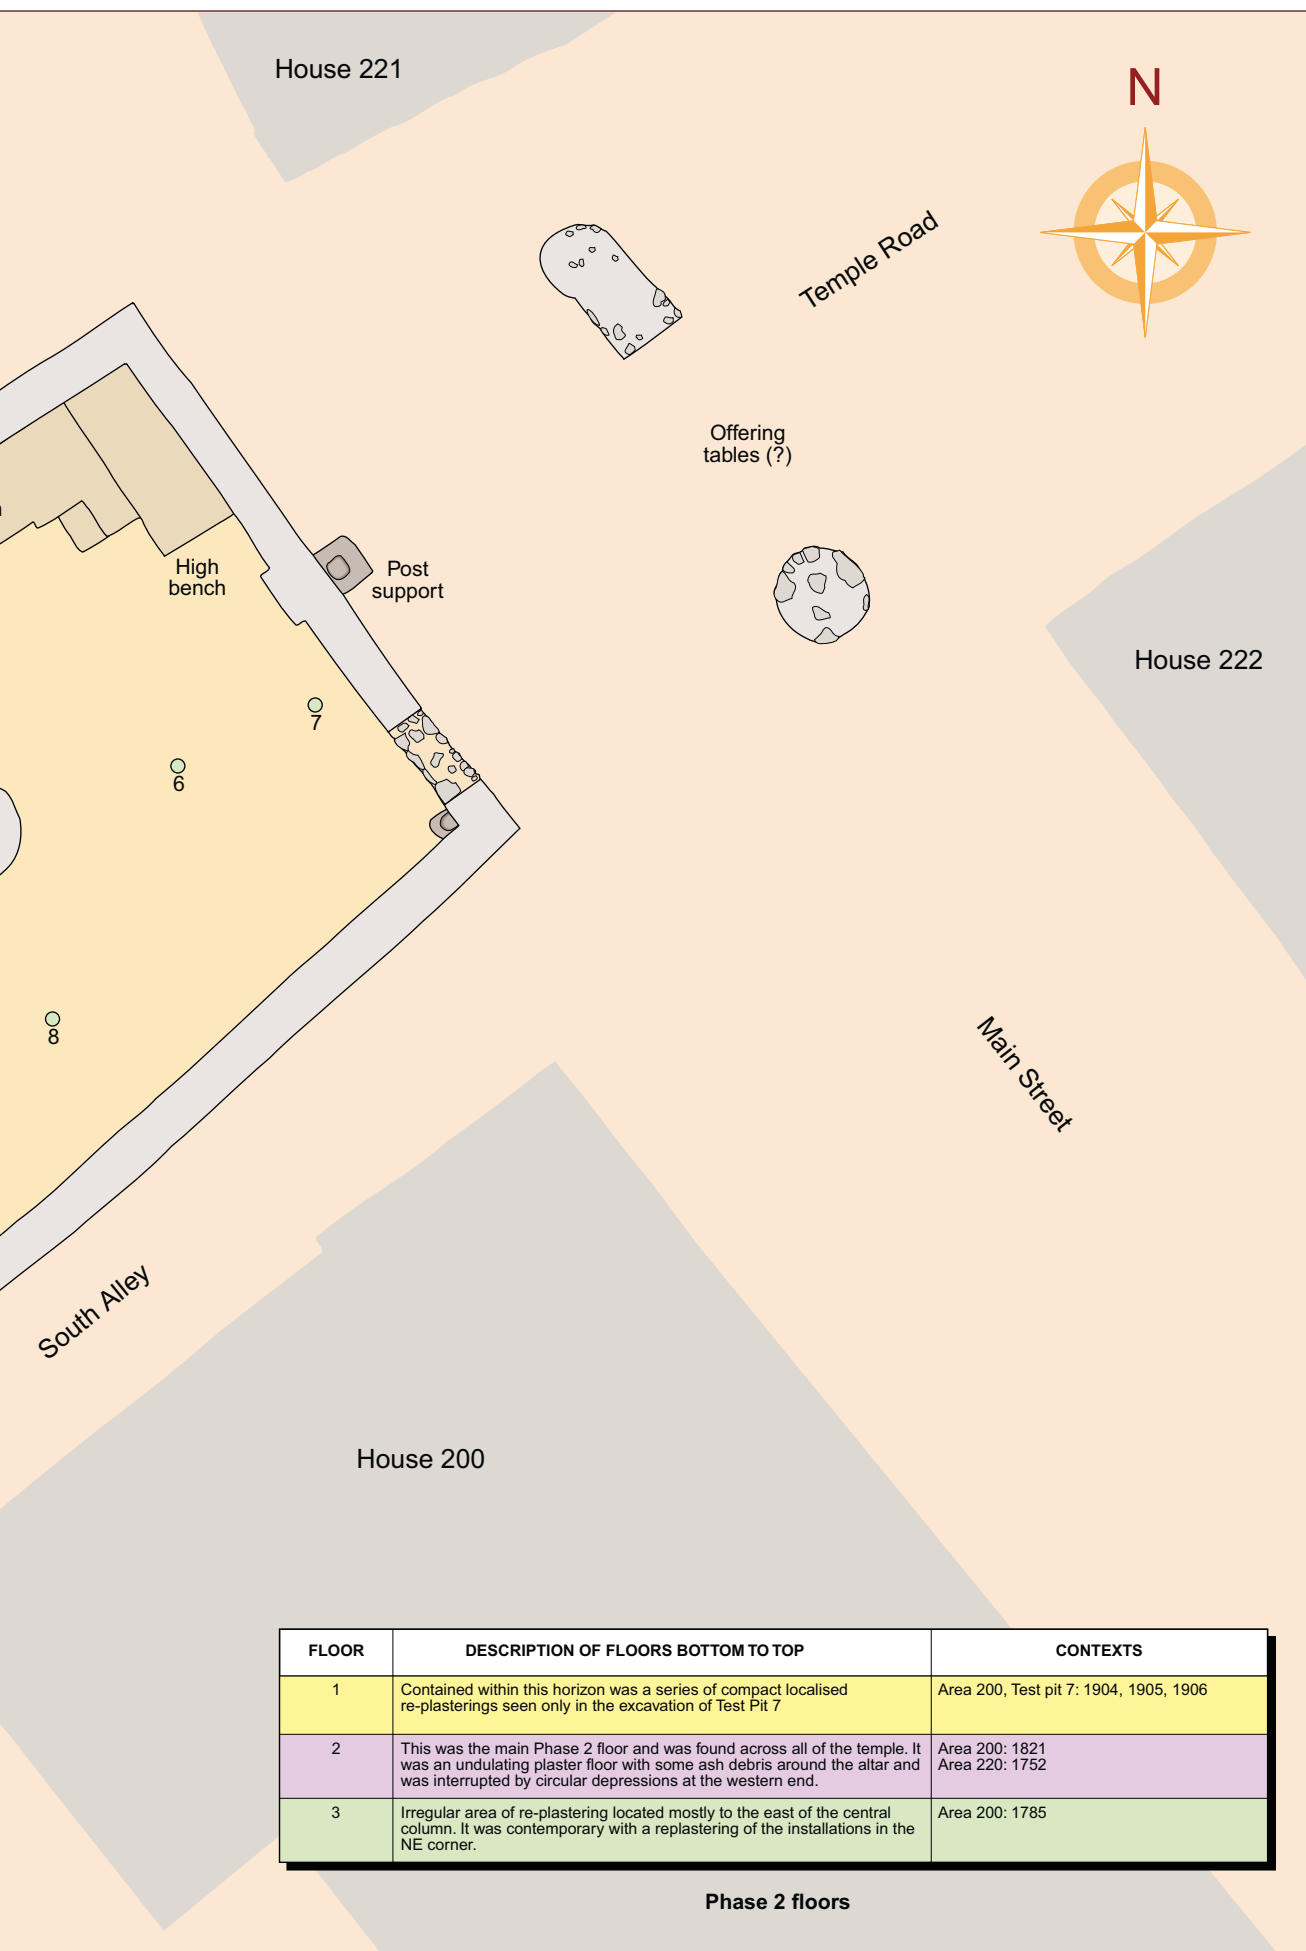 House 221
N
Temple Road
Offering
tables (?)
High
bench
Post
support
House 222
7
6
8
Main Street
South Alley
House 200
FLOOR
DESCRIPTION OF FLOORS BOTTOM TO TOP
CONTEXTS
1
Contained within this horizon was a series of compact localised
re-plasterings seen only in the excavation of Test Pit 7
Area 200, Test pit 7: 1904, 1905, 1906
2
This was the main Phase 2 floor and was found across all of the temple. It
was an undulating plaster floor with some ash debris around the altar and
was interrupted by circular depressions at the western end.
Area 200: 1821
Area 220: 1752
3
Irregular area of re-plastering located mostly to the east of the central
column. It was contemporary with a replastering of the installations in the
NE corner.
Area 200: 1785
Phase 2 floors